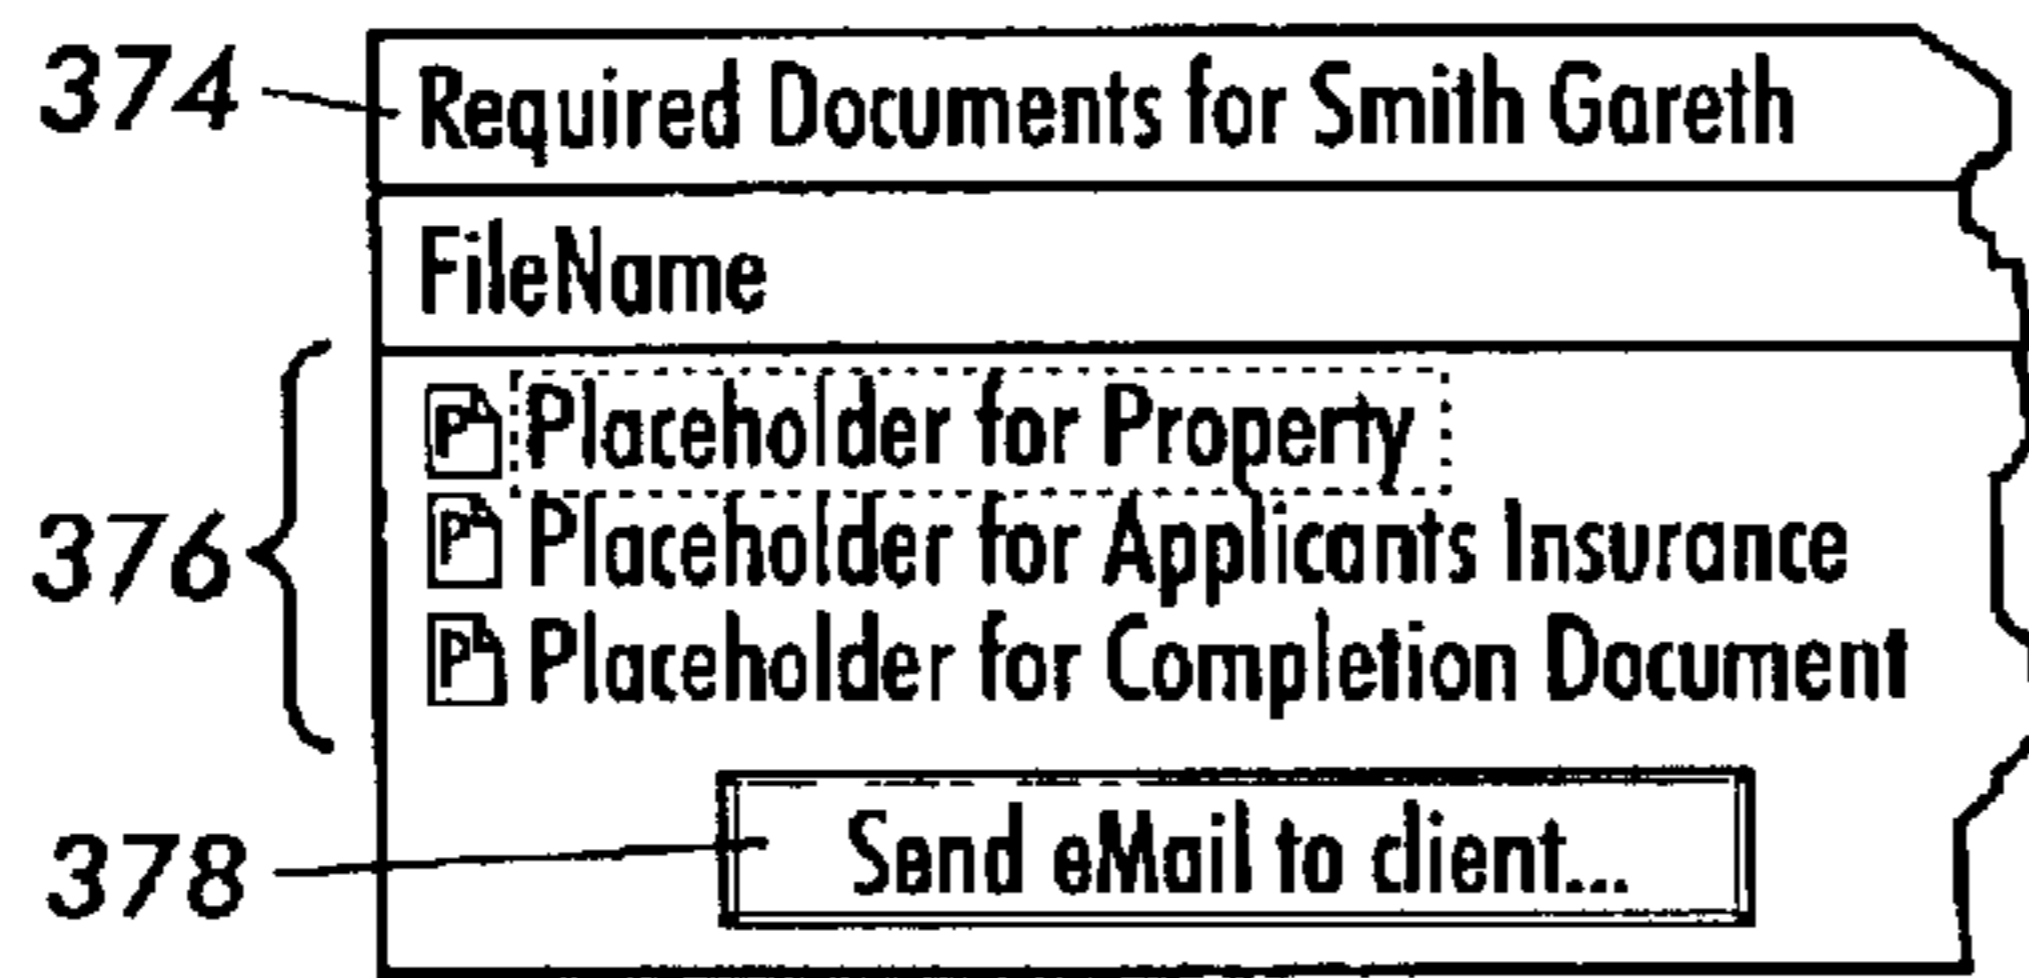 374
Required Documents for Smith Gareth
FileName
376
P Placeholder for Property
P Placeholder for Applicants Insurance
P Placeholder for Completion Document
378
Send eMail to client...